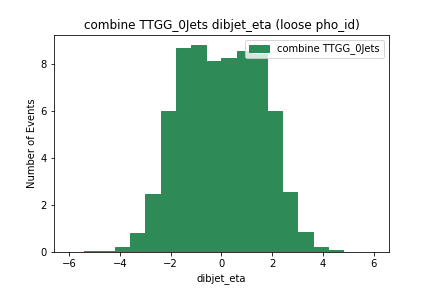 combine TTGG_0Jets dibjet_eta (loose pho_id)
combine TTGG_0Jets
Number of Events
8
6
4
2
0
−6 −4 −2 0 2 4 6
dibjet_eta